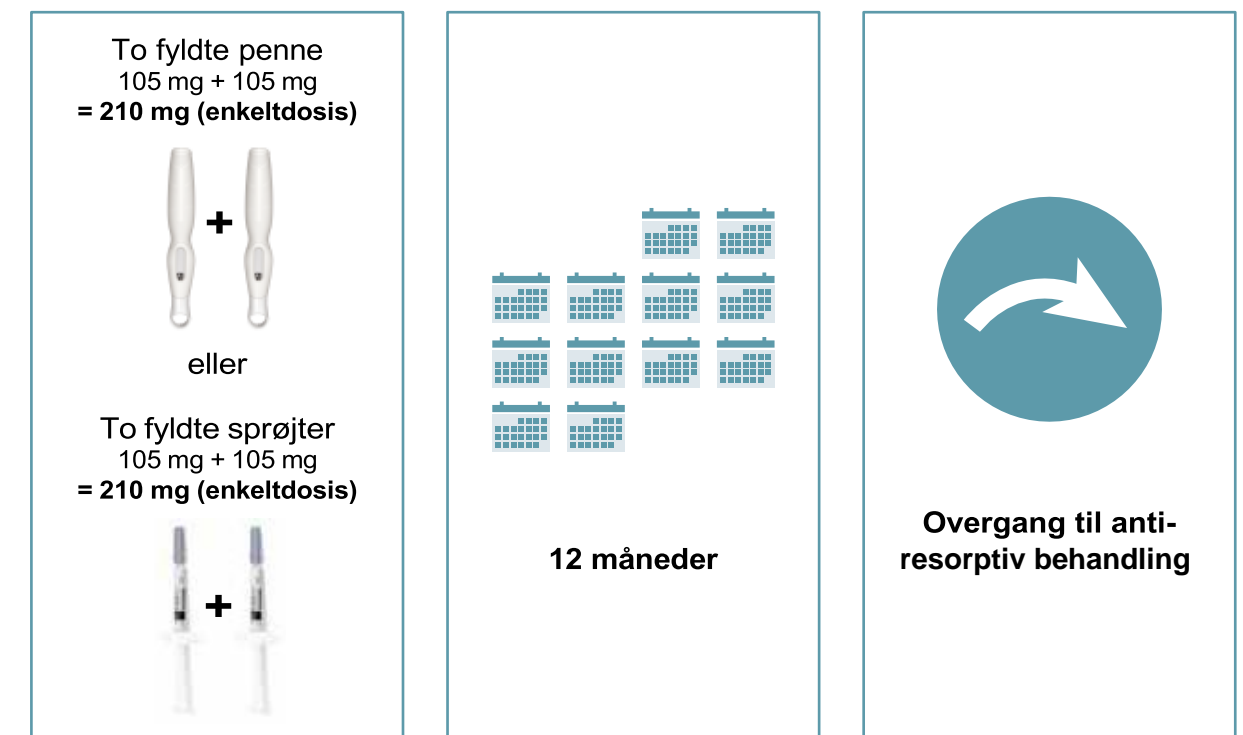 To fyldte penne
105 mg + 105 mg
= 210 mg (enkeltdosis)
+
eller
To fyldte sprøjter
105 mg + 105 mg
= 210 mg (enkeltdosis)
+
12 måneder
Overgang til anti-
resorptiv behandling